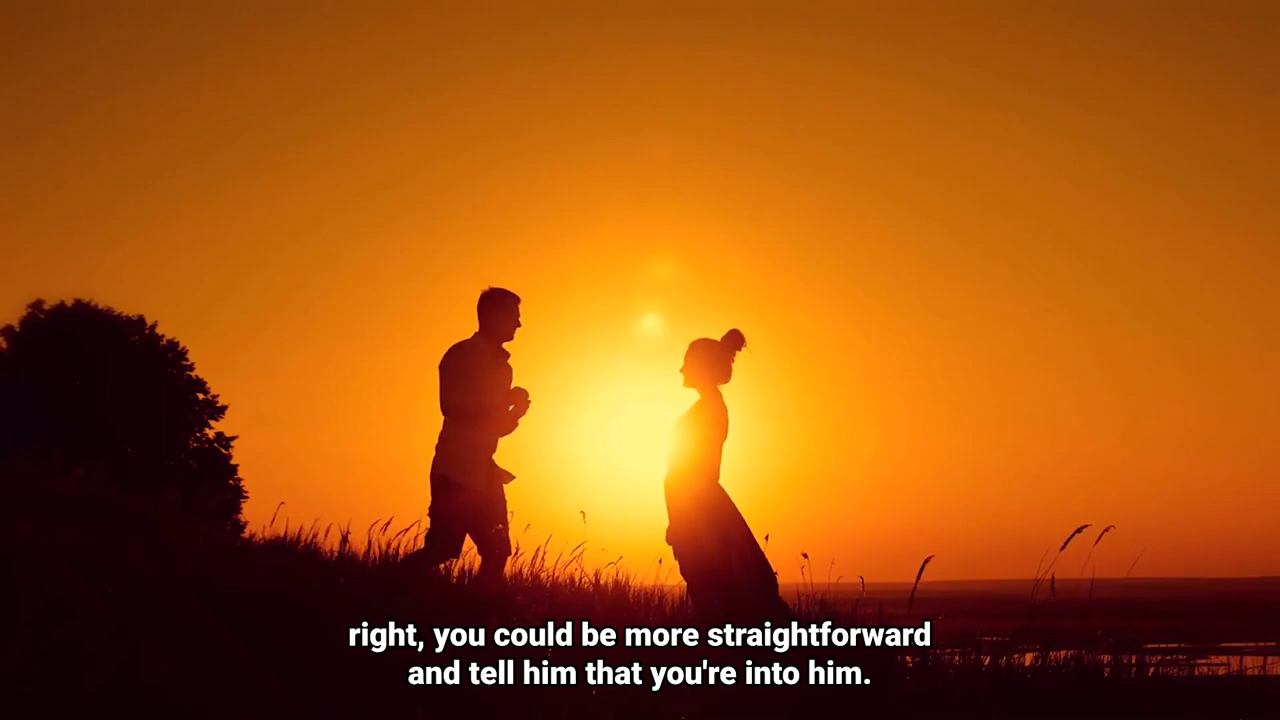 right, you could be more straightforward
and tell him that you're into him.